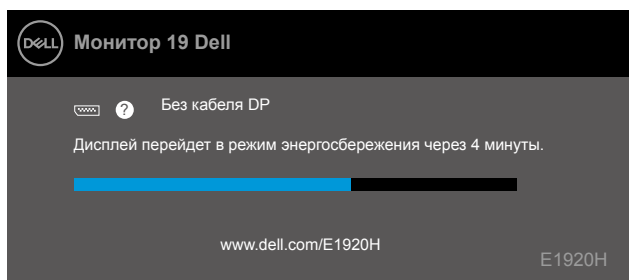 DELL Монитор 19 Dell
? Без кабеля DP
Дисплей перейдет в режим энергосбережения через 4 минуты.
www.dell.com/E1920H
E1920H